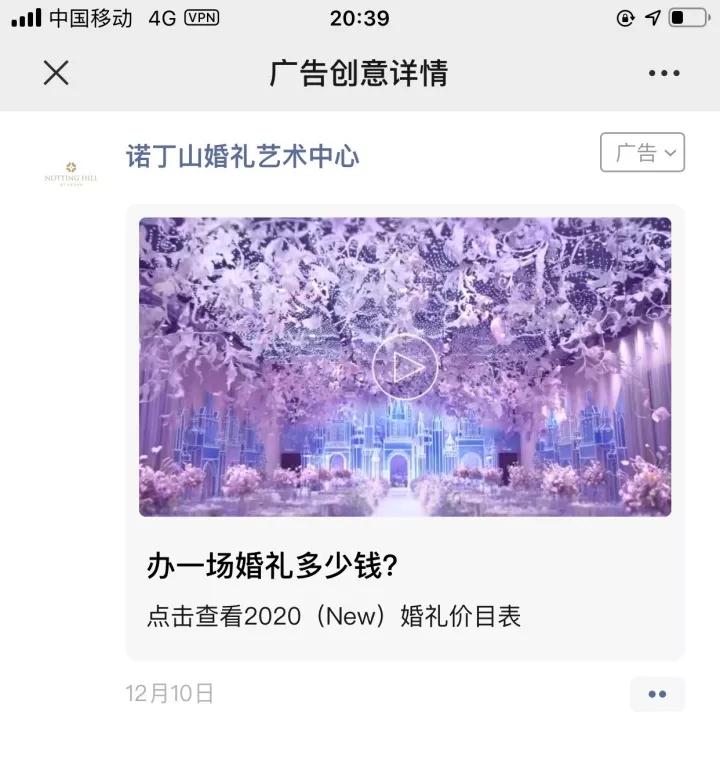 中国移动 4G VPN 20:39
广告创意详情
诺丁山婚礼艺术中心
广告
NOTTING HILL
办一场婚礼多少钱?
点击查看2020（New）婚礼价目表
12月10日